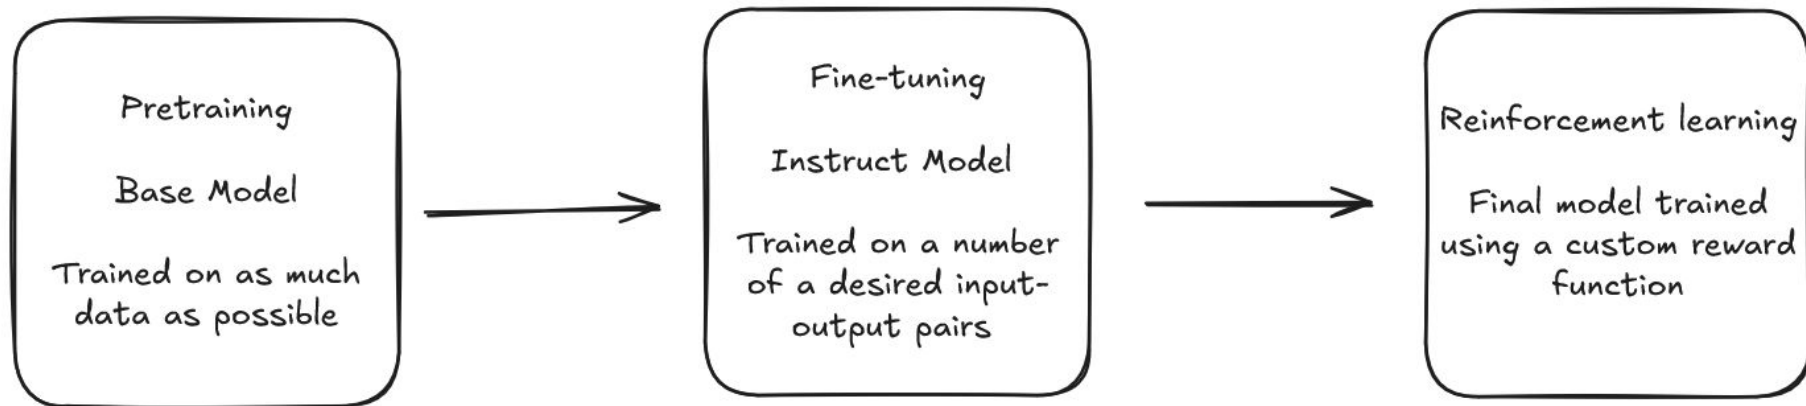 Pretraining
Base Model
Trained on as much
data as possible
Fine-tuning
Instruct Model
Trained on a number
of a desired input-
output pairs
Reinforcement learning
Final model trained
using a custom reward
function